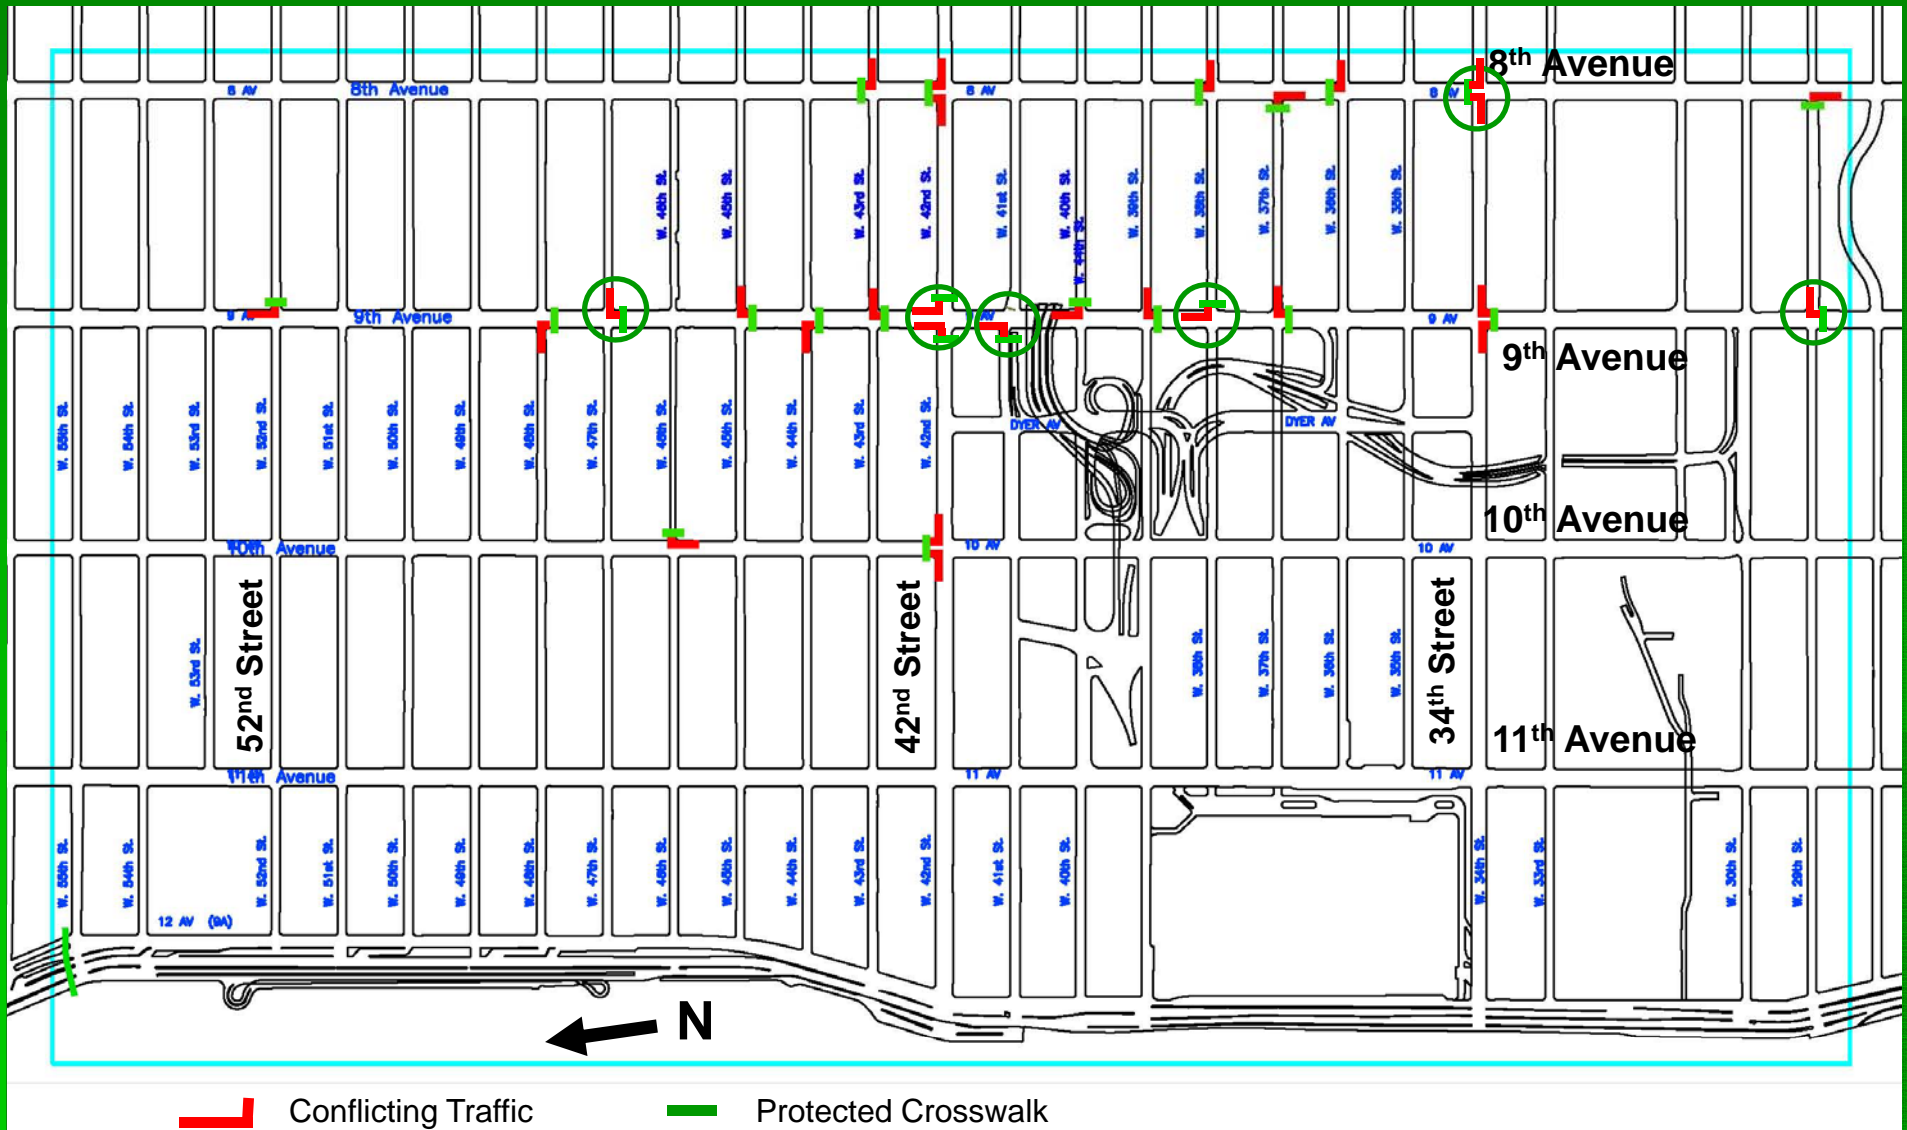 8th Avenue
8 AV
8th Avenue
8 AV
8 AV
W. 46th St.
W. 45th St.
W. 43rd St.
W. 42nd St.
W. 41st St.
W. 40th St.
W. 44th St.
W. 39th St.
W. 38th St.
W. 37th St.
W. 36th St.
W. 35th St.
9th Avenue
9 AV
9th Avenue
W. 55th St.
W. 54th St.
W. 53rd St.
W. 52nd St.
W. 51st St.
W. 50th St.
W. 49th St.
W. 48th St.
W. 47th St.
W. 46th St.
W. 45th St.
W. 44th St.
W. 43rd St.
W. 42nd St.
DYER AV
DYER AV
10th Avenue
10th Avenue
10 AV
10 AV
W. 53rd St.
52nd Street
42nd Street
W. 38th St.
W. 37th St.
W. 36th St.
W. 35th St.
34th Street
11th Avenue
11th Avenue
11 AV
11 AV
W. 55th St.
W. 54th St.
W. 52nd St.
W. 51st St.
W. 50th St.
W. 49th St.
W. 48th St.
W. 47th St.
W. 46th St.
W. 45th St.
W. 44th St.
W. 43rd St.
W. 42nd St.
W. 41st St.
W. 40th St.
W. 34th St.
W. 33rd St.
W. 30th St.
W. 29th St.
12 AV (9A)
N
Conflicting Traffic
Protected Crosswalk